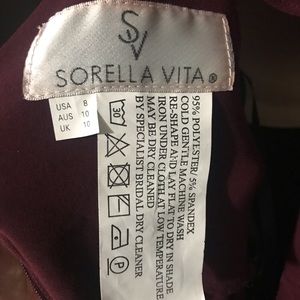 SV
SORELLA VITA®
USA 8
AUS 10
UK 10
95% POLYESTER/ 5% SPANDEX
COLD GENTLE MACHINE WASH
RE-SHAPE AND LAY FLAT TO DRY IN SHADE
IRON UNDER CLOTH AT LOW TEMPERATURE
MAY BE DRY CLEANED
BY SPECIALIST BRIDAL DRY CLEANER
30
P